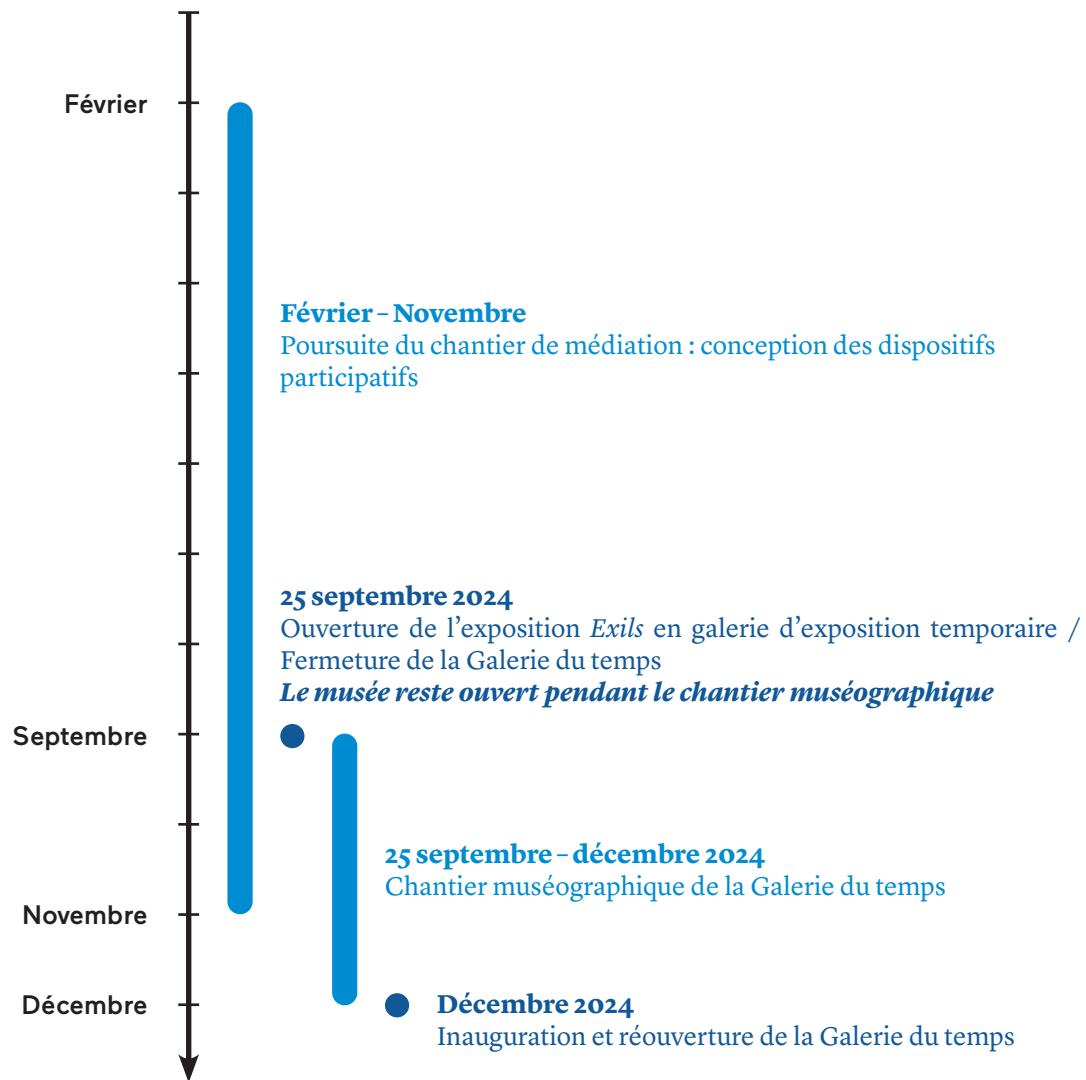 Février
Février – Novembre
Poursuite du chantier de médiation : conception des dispositifs
participatifs
25 septembre 2024
Ouverture de l’exposition Exils en galerie d’exposition temporaire /
Fermeture de la Galerie du temps
Le musée reste ouvert pendant le chantier muséographique
Septembre
25 septembre – décembre 2024
Chantier muséographique de la Galerie du temps
Novembre
Décembre
Décembre 2024
Inauguration et réouverture de la Galerie du temps